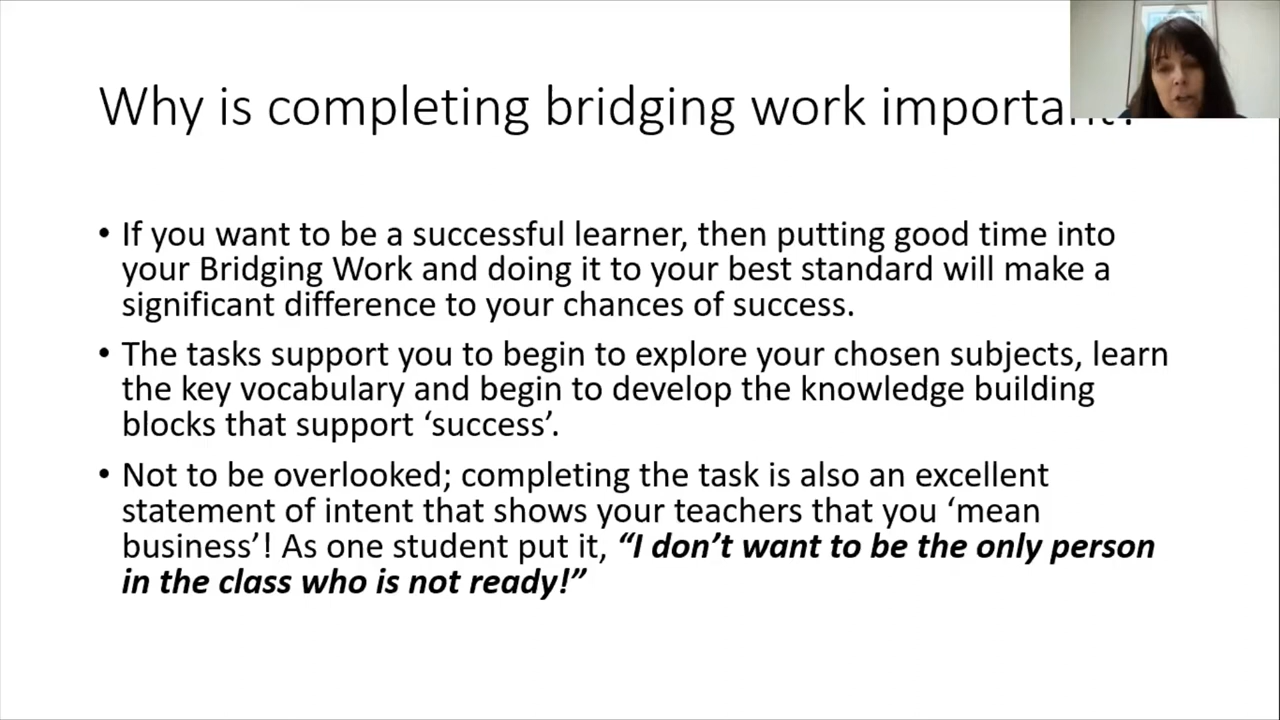 Why is completing bridging work important?
• If you want to be a successful learner, then putting good time into
your Bridging Work and doing it to your best standard will make a
significant difference to your chances of success.
• The tasks support you to begin to explore your chosen subjects, learn
the key vocabulary and begin to develop the knowledge building
blocks that support ‘success’.
• Not to be overlooked; completing the task is also an excellent
statement of intent that shows your teachers that you ‘mean
business’! As one student put it, “I don’t want to be the only person
in the class who is not ready!”